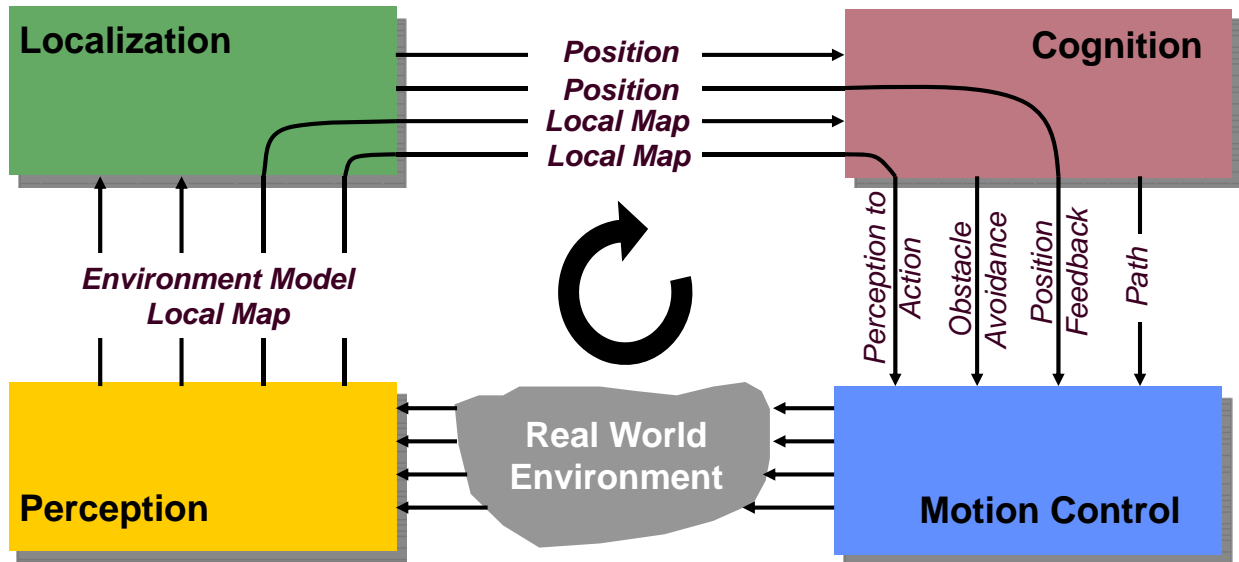 Localization
Position
Position
Local Map
Local Map
Cognition
Environment Model
Local Map
Perception to
Action
Obstacle
Avoidance
Position
Feedback
Path
Perception
Real World
Environment
Motion Control